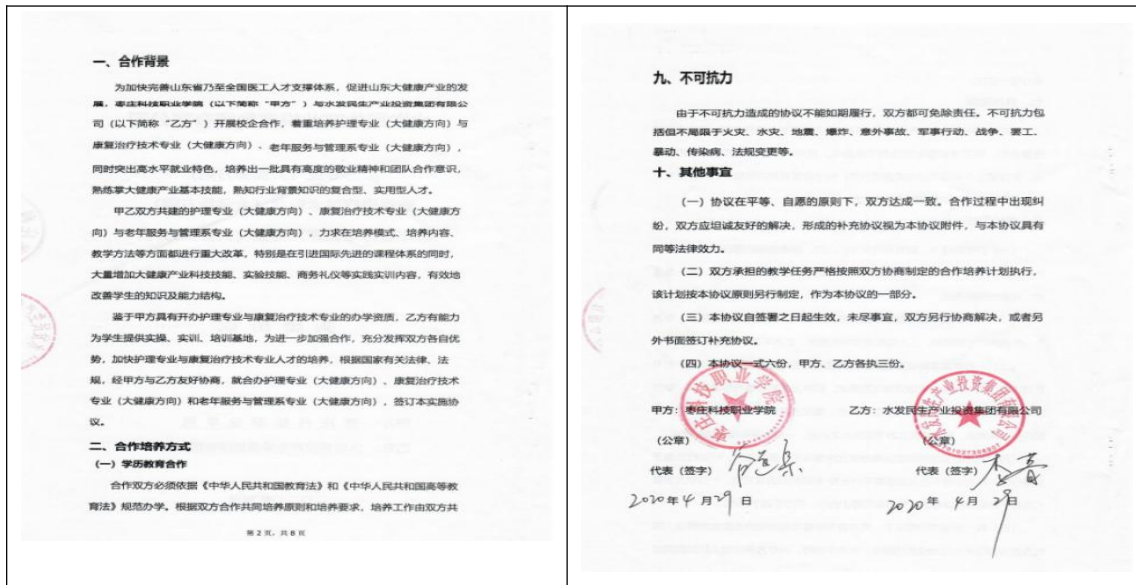 一、合作背景
为加快完善山东省乃至全国医工人才支撑体系，促进山东大健康产业的发
展，枣庄科技职业学院（以下简称“甲方”）与水发民生产业投资集团有限公
司（以下简称“乙方”）开展校企合作，着重培养护理专业（大健康方向）与
康复治疗技术专业（大健康方向）、老年服务与管理系专业（大健康方向），
同时突出高水平就业特色，培养出一批具有高度的敬业精神和团队合作意识，
熟练掌大健康产业基本技能，熟知行业背景知识的复合型、实用型人才。
甲乙双方共建的护理专业（大健康方向）、康复治疗技术专业（大健康方
向）与老年服务与管理系专业（大健康方向），力求在培养模式、培养内容、
教学方法等方面都进行重大改革，特别是在引进国际先进的课程体系的同时，
大量增加大健康产业科技技能、实验技能、商务礼仪等实践实训内容，有效地
改善学生的知识及能力结构。
鉴于甲方具有开办护理专业与康复治疗技术专业的办学资质，乙方有能力
为学生提供实操、实训、培训基地，为进一步加强合作，充分发挥双方各自优
势，加快护理专业与康复治疗技术专业人才的培养，根据国家有关法律、法
规，经甲方与乙方友好协商，就合办护理专业（大健康方向）、康复治疗技术
专业（大健康方向）和老年服务与管理系专业（大健康方向），签订本实施协
议。
二、合作培养方式
（一）学历教育合作
合作双方必须依据《中华人民共和国教育法》和《中华人民共和国高等教
育法》规范办学。根据双方合作共同培养原则和培养要求，培养工作由双方共
第 2 页，共 8 页
九、不可抗力
由于不可抗力造成的协议不能如期履行，双方都可免除责任。不可抗力包
括但不局限于火灾、水灾、地震、爆炸、意外事故、军事行动、战争、罢工、
暴动、传染病、法规变更等。
十、其他事宜
（一）协议在平等、自愿的原则下，双方达成一致。合作过程中出现纠
纷，双方应坦诚友好的解决，形成的补充协议视为本协议附件，与本协议具有
同等法律效力。
（二）双方承担的教学任务严格按照双方协商制定的合作培养计划执行，
该计划按本协议原则另行制定，作为本协议的一部分。
（三）本协议自签署之日起生效，未尽事宜，双方另行协商解决，或者另
外书面签订补充协议。
（四）本协议一式六份，甲方、乙方各执三份。
甲方：枣庄科技职业学院 乙方：水发民生产业投资集团有限公司
（公章） （公章）
代表（签字） 代表（签字）
2020年4月29日 2020年4月29日
枣庄科技职业学院
水发民生产业投资集团有限公司